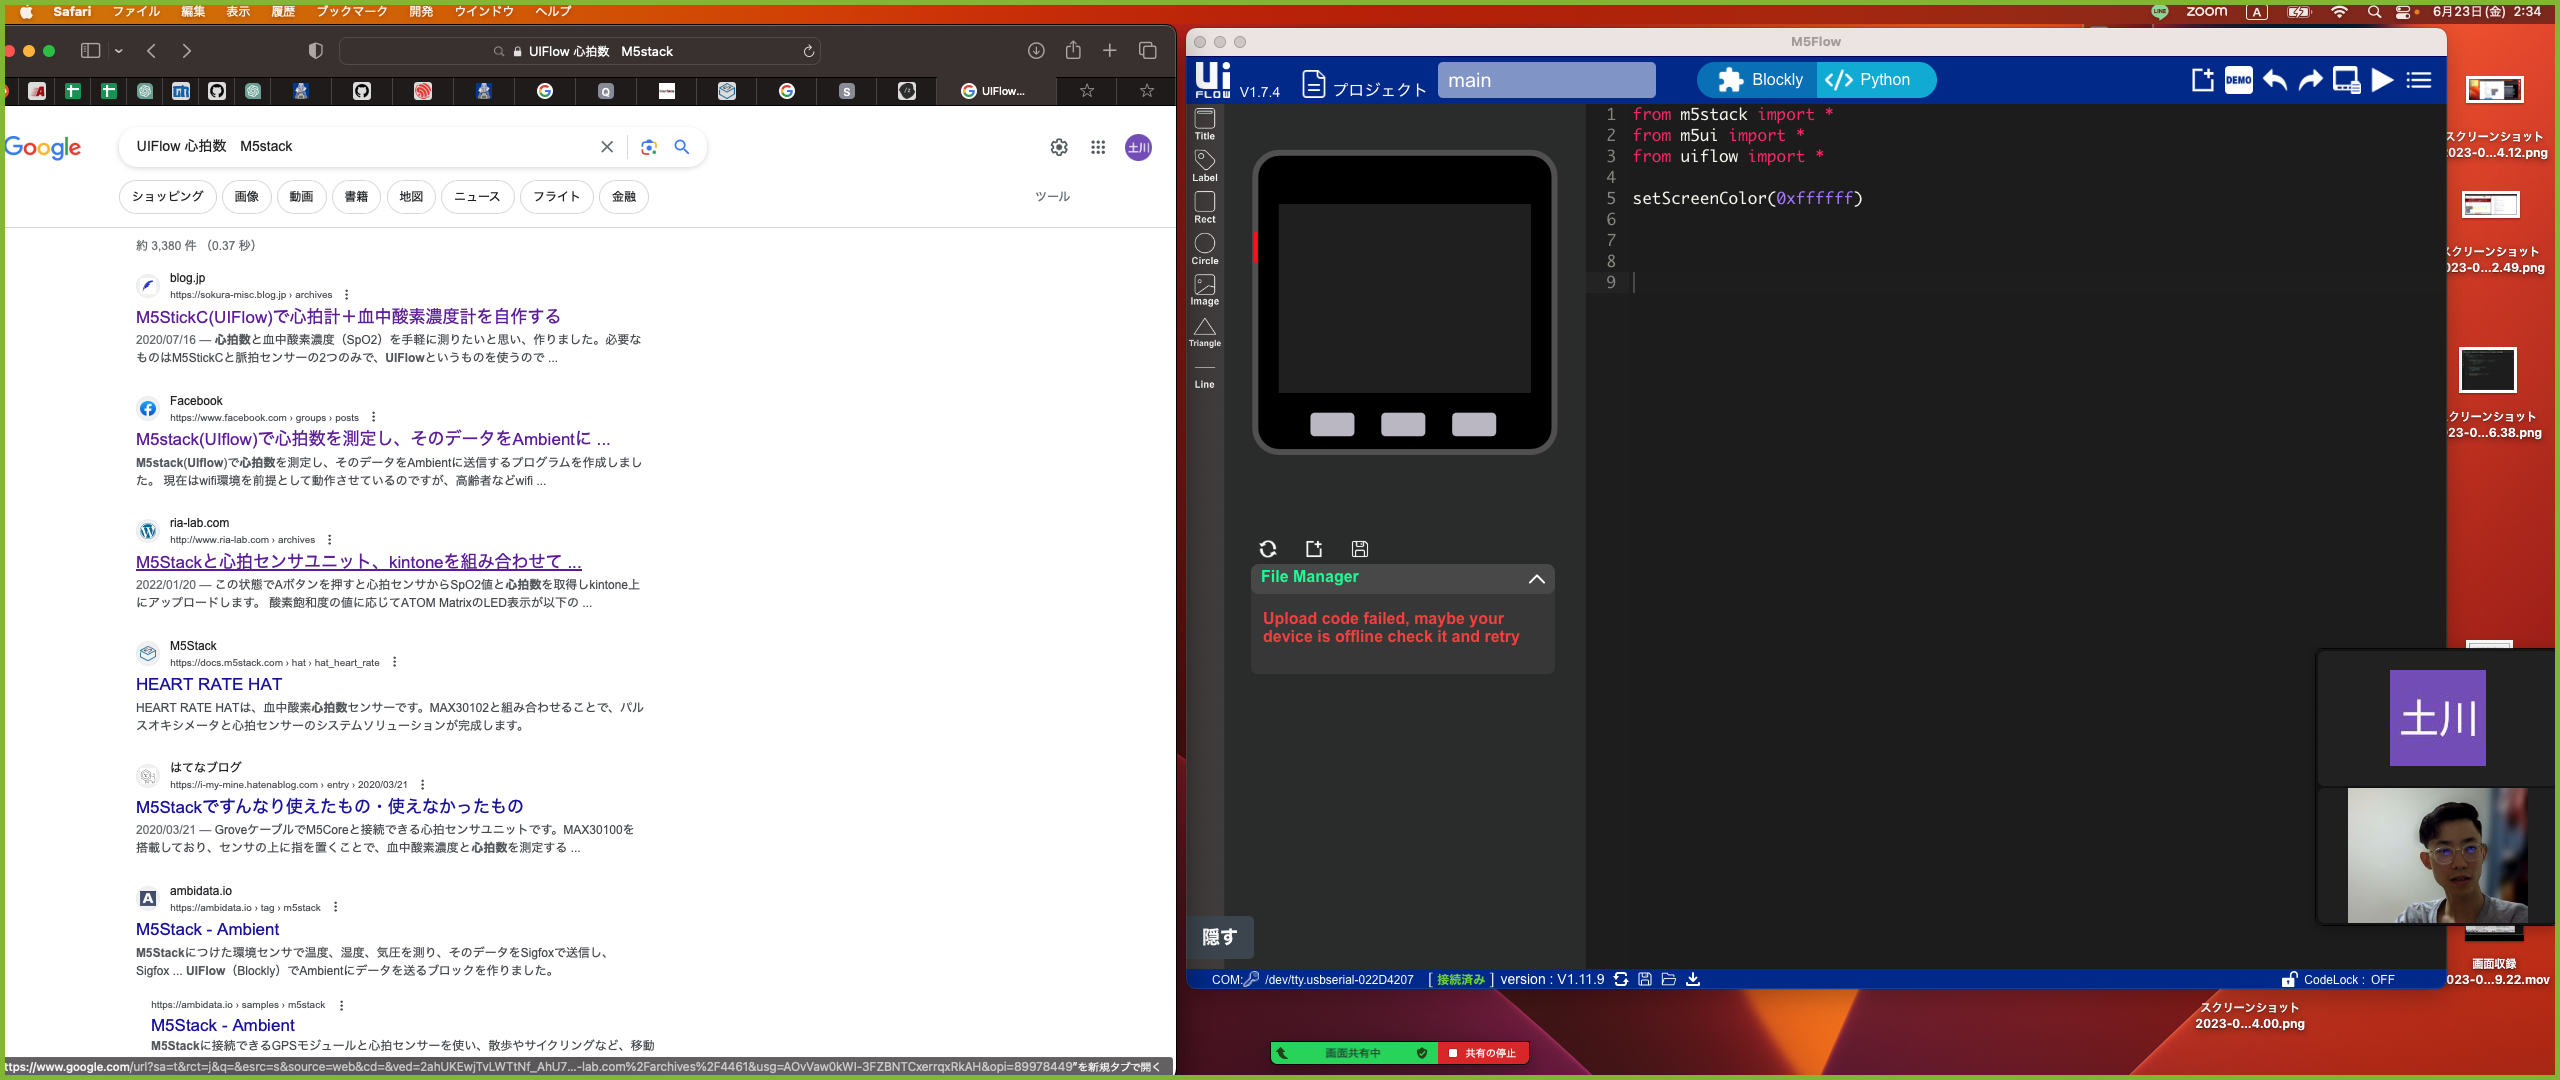 Safari ファイル 編集 表示 履歴 ブックマーク 開発 ウインドウ ヘルプ
LINE zoom A 6月23日(金) 2:34
UIFlow 心拍数 M5stack
UIFlow...
Google
UIFlow 心拍数 M5stack
土川
ショッピング 画像 動画 書籍 地図 ニュース フライト 金融 ツール
約 3,380 件 (0.37 秒)
blog.jp
https://sokura-misc.blog.jp › archives
M5StickC(UIFlow)で心拍計＋血中酸素濃度計を自作する
2020/07/16 — 心拍数と血中酸素濃度（SpO2）を手軽に測りたいと思い、作りました。必要な
ものはM5StickCと脈拍センサーの2つのみで、UIFlowというものを使うので ...
Facebook
https://www.facebook.com › groups › posts
M5stack(UIflow)で心拍数を測定し、そのデータをAmbientに ...
M5stack(UIflow)で心拍数を測定し、そのデータをAmbientに送信するプログラムを作成しまし
た。 現在はwifi環境を前提として動作させているのですが、高齢者などwifi ...
ria-lab.com
http://www.ria-lab.com › archives
M5Stackと心拍センサユニット、kintoneを組み合わせて ...
2022/01/20 — この状態でAボタンを押すと心拍センサからSpO2値と心拍数を取得しkintone上
にアップロードします。 酸素飽和度の値に応じてATOM MatrixのLED表示が以下の ...
M5Stack
https://docs.m5stack.com › hat › hat_heart_rate
HEART RATE HAT
HEART RATE HATは、血中酸素心拍数センサーです。MAX30102と組み合わせることで、パル
スオキシメータと心拍センサーのシステムソリューションが完成します。
はてなブログ
https://i-my-mine.hatenablog.com › entry › 2020/03/21
M5Stackですんなり使えたもの・使えなかったもの
2020/03/21 — GroveケーブルでM5Coreと接続できる心拍センサユニットです。MAX30100を
搭載しており、センサの上に指を置くことで、血中酸素濃度と心拍数を測定する ...
ambidata.io
https://ambidata.io › tag › m5stack
M5Stack - Ambient
M5Stackにつけた環境センサで温度、湿度、気圧を測り、そのデータをSigfoxで送信し、
Sigfox ... UIFlow（Blockly）でAmbientにデータを送るブロックを作りました。
https://ambidata.io › samples › m5stack
M5Stack - Ambient
M5Stackに接続できるGPSモジュールと心拍センサーを使い、散歩やサイクリングなど、移動
ttps://www.google.com/url?sa=t&rct=j&q=&esrc=s&source=web&cd=&ved=2ahUKEwjTvLWTtNf_AhU7...-lab.com%2Farchives%2F4461&usg=AOvVaw0kWI-3FZBNTCxerrqxRkAH&opi=89978449"を新規タブで開く
M5Flow
Ui FLOW V1.7.4 プロジェクト main Blockly </> Python DEMO
Title
Label
Rect
Circle
Image
Triangle
Line
1 from m5stack import *
2 from m5ui import *
3 from uiflow import *
4
5 setScreenColor(0xffffff)
6
7
8
9
File Manager
Upload code failed, maybe your
device is offline check it and retry
隠す
COM: /dev/tty.usbserial-022D4207 [ 接続済み ] version : V1.11.9 CodeLock : OFF
画面共有中 共有の停止
スクリーンショット
023-0...4.12.png
クリーンショット
023-0...2.49.png
クリーンショット
23-0...6.38.png
土川
画面収録
023-0...9.22.mov
スクリーンショット
2023-0...4.00.png